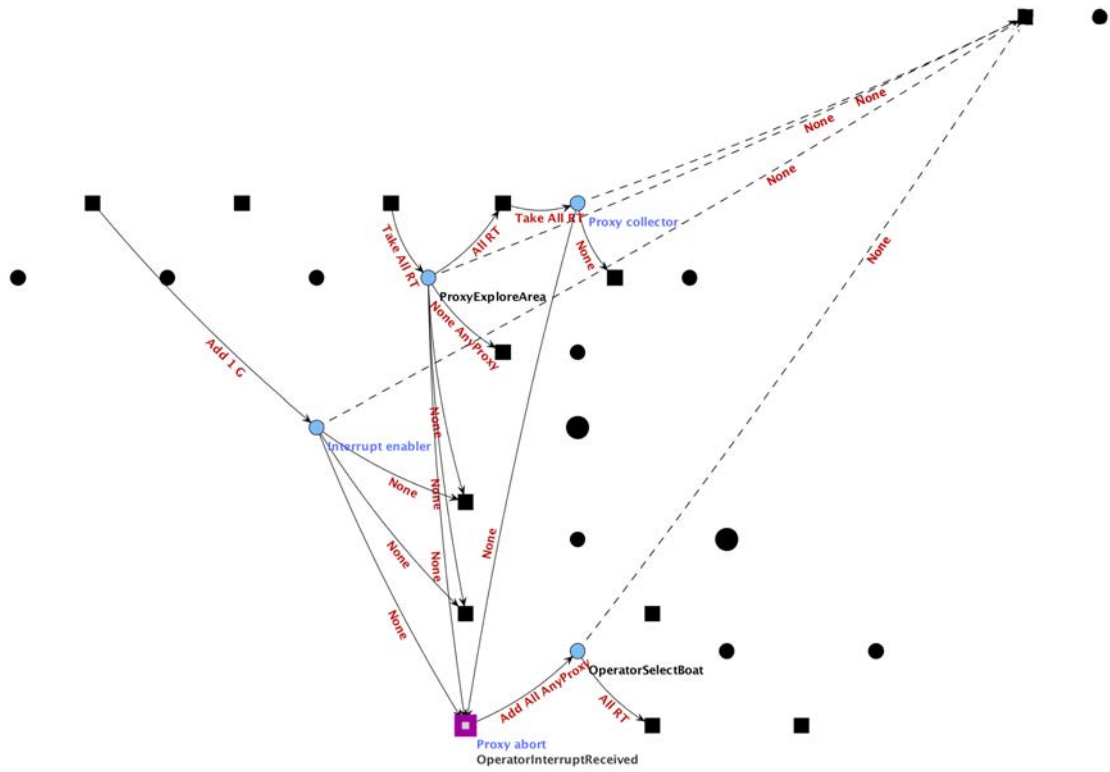 None
None
None
None
Take All RT
Proxy collector
Take All RT
All RT
None
ProxyExploreArea
None AnyProxy
Add 1 G
None
Interrupt enabler
None
None
None
None
None
None
None
OperatorSelectBoat
Add All AnyProxy
All RT
Proxy abort
OperatorInterruptReceived